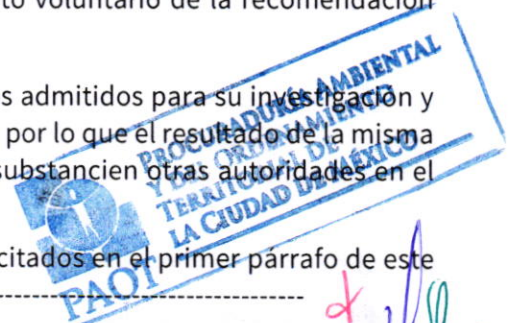 to voluntario de la recomendación
s admitidos para su investigación y
por lo que el resultado de la misma
substancien otras autoridades en el
citados en el primer párrafo de este
----------------------------------------
PROCURADURÍA AMBIENTAL
Y DEL ORDENAMIENTO
TERRITORIAL DE
LA CIUDAD DE MÉXICO
PAOT